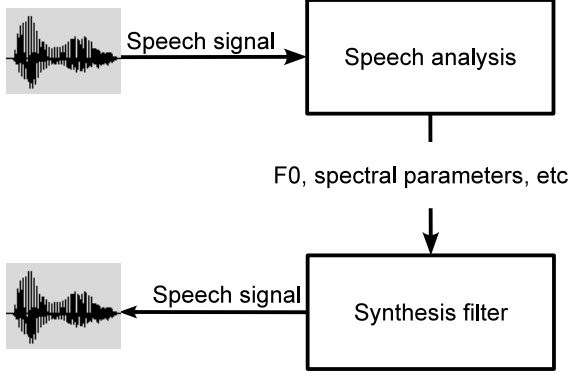 Speech signal
Speech analysis
F0, spectral parameters, etc
Speech signal
Synthesis filter